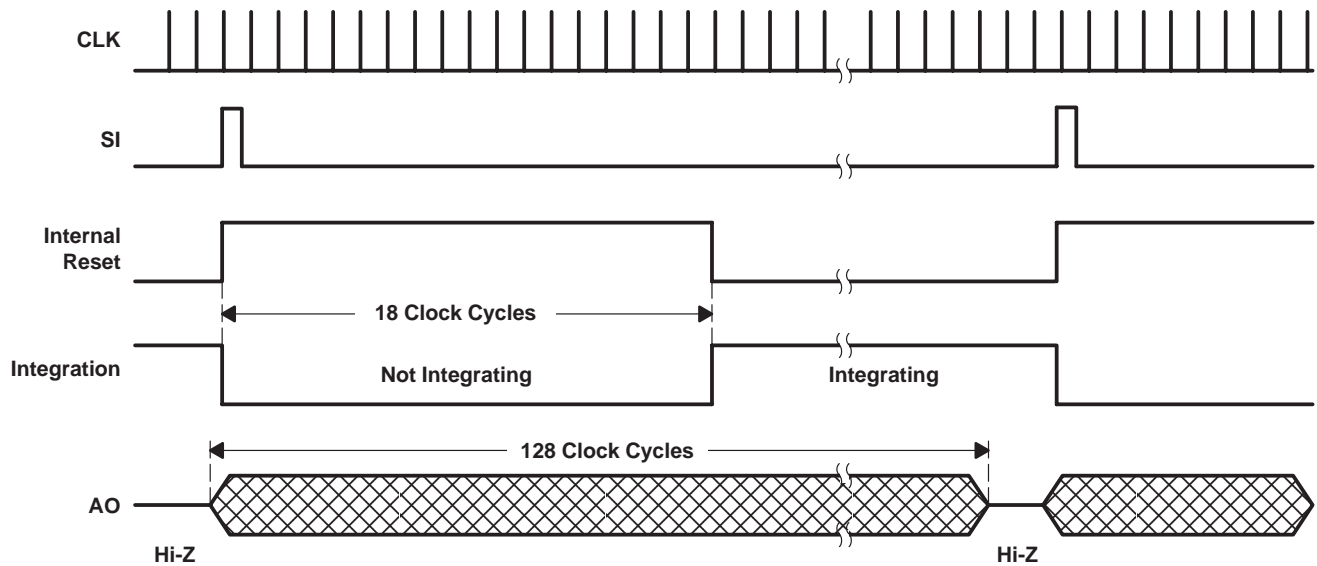 CLK
SI
Internal
Reset
18 Clock Cycles
Integration
Not Integrating
Integrating
128 Clock Cycles
AO
Hi-Z
Hi-Z